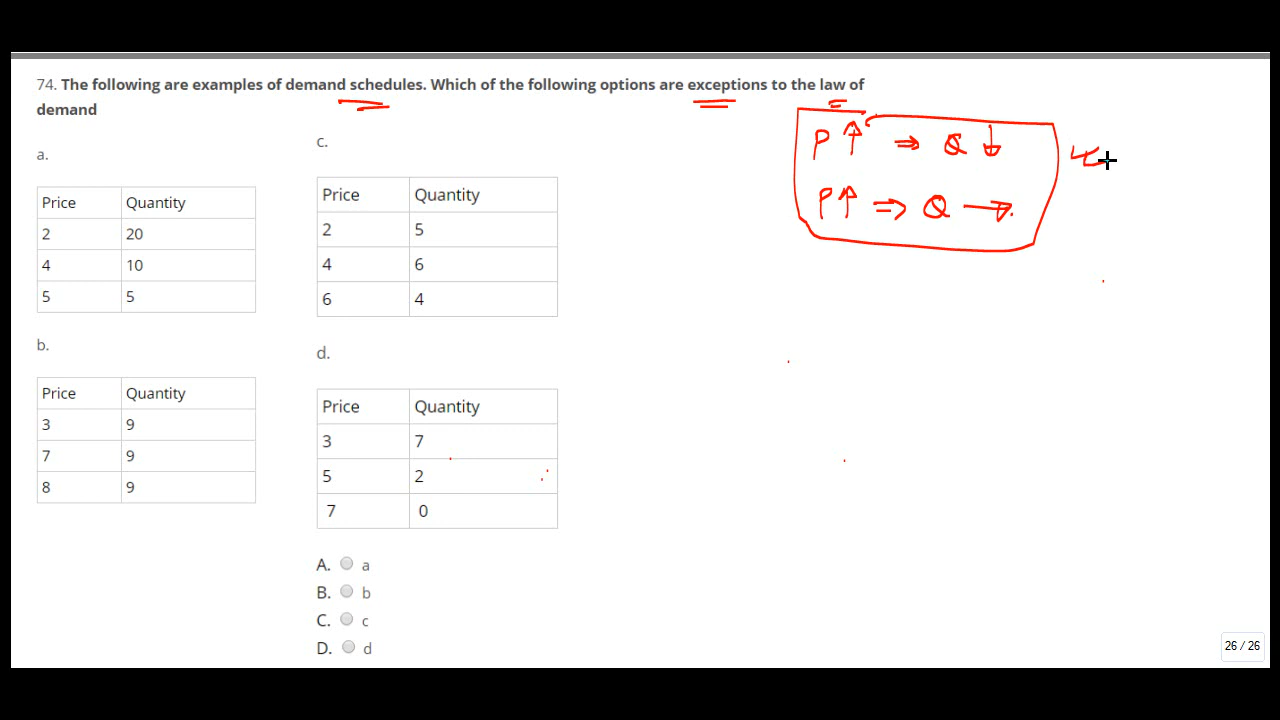 74. The following are examples of demand schedules. Which of the following options are exceptions to the law of
demand
a.
Price Quantity
2 20
4 10
5 5
b.
Price Quantity
3 9
7 9
8 9
c.
Price Quantity
2 5
4 6
6 4
d.
Price Quantity
3 7
5 2
7 0
A. a
B. b
C. c
D. d
P ↑ ⇒ Q ↓
P ↑ ⇒ Q →
26 / 26